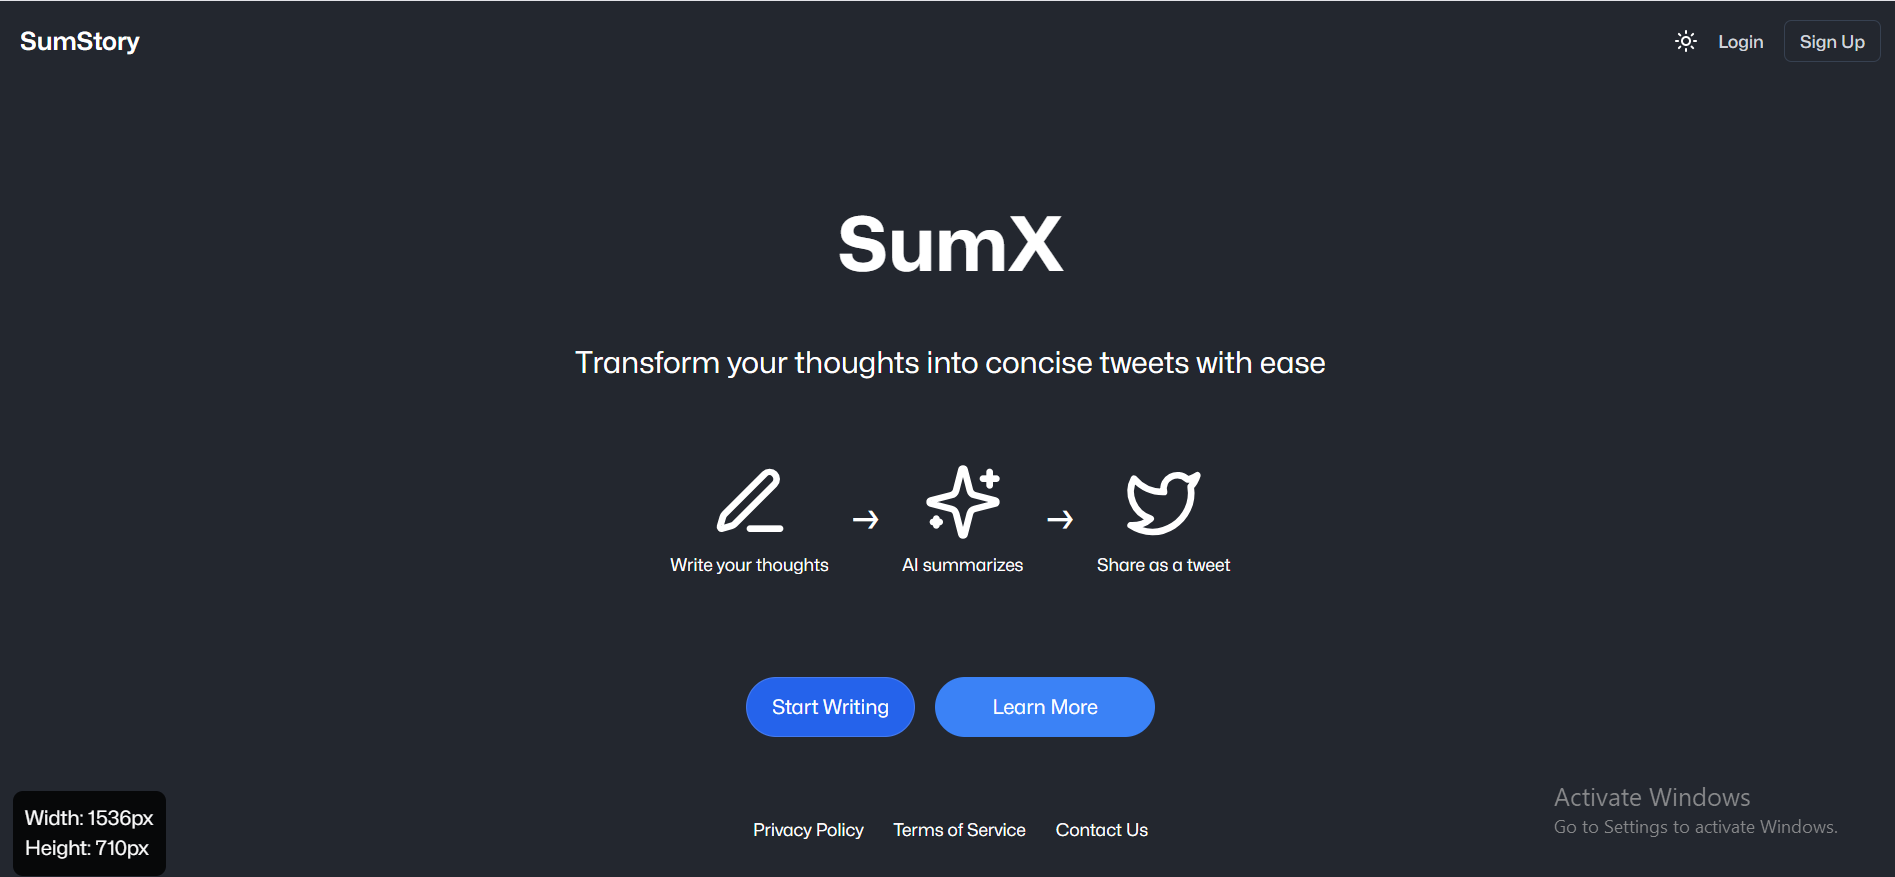 SumStory
Login
Sign Up
SumX
Transform your thoughts into concise tweets with ease
Write your thoughts
→
AI summarizes
→
Share as a tweet
Start Writing
Learn More
Width: 1536px
Height: 710px
Privacy Policy
Terms of Service
Contact Us
Activate Windows
Go to Settings to activate Windows.